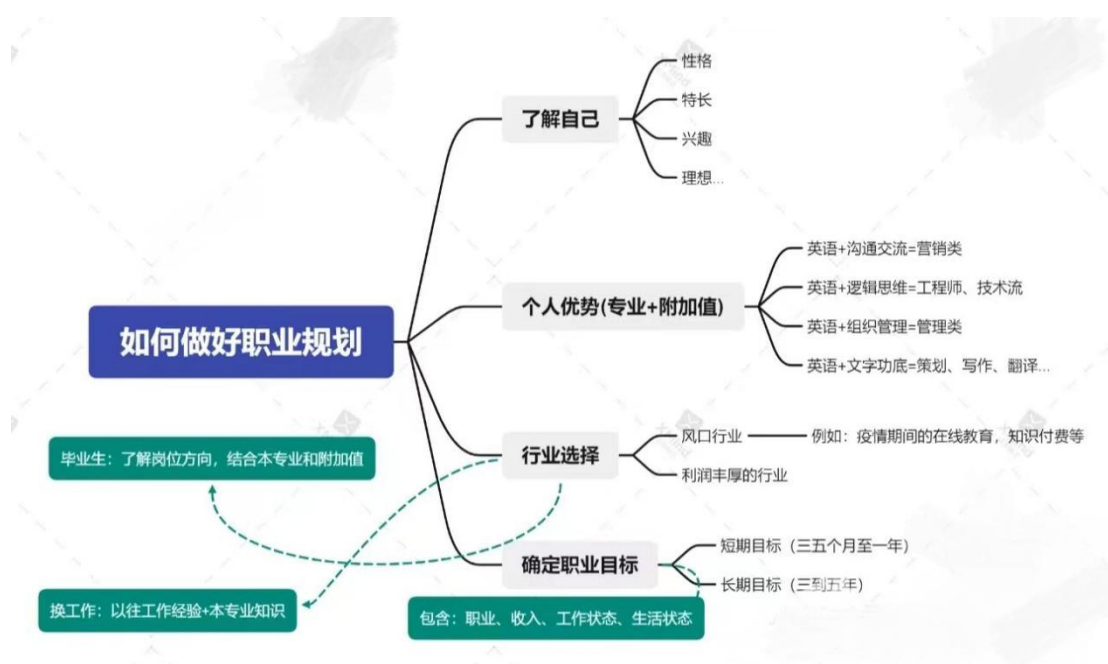 如何做好职业规划
了解自己
性格
特长
兴趣
理想...
个人优势(专业+附加值)
英语+沟通交流=营销类
英语+逻辑思维=工程师、技术流
英语+组织管理=管理类
英语+文字功底=策划、写作、翻译...
行业选择
风口行业
例如：疫情期间的在线教育，知识付费等
利润丰厚的行业
毕业生：了解岗位方向，结合本专业和附加值
换工作：以往工作经验+本专业知识
确定职业目标
短期目标（三五个月至一年）
长期目标（三到五年）
包含：职业、收入、工作状态、生活状态